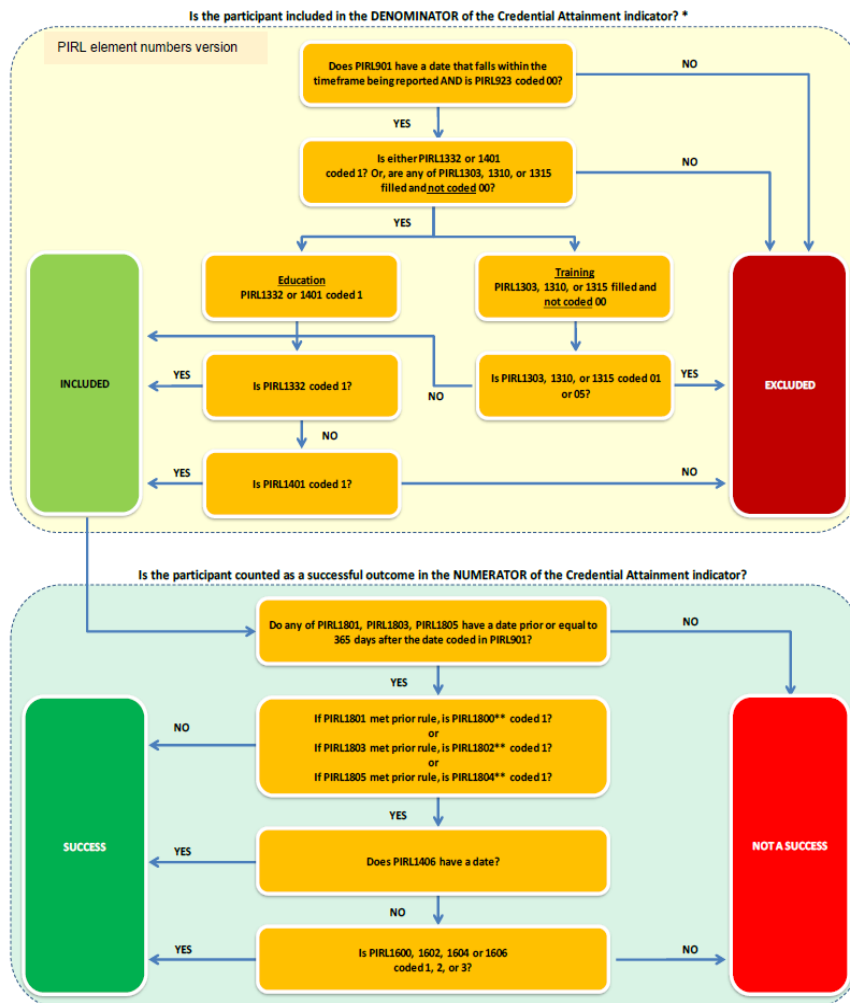 Is the participant included in the DENOMINATOR of the Credential Attainment indicator? *
PIRL element numbers version
Does PIRL901 have a date that falls within the
timeframe being reported AND is PIRL923 coded 00?
NO
YES
Is either PIRL1332 or 1401
coded 1? Or, are any of PIRL1303, 1310, or 1315
filled and not coded 00?
NO
YES
Education
PIRL1332 or 1401 coded 1
Training
PIRL1303, 1310, or 1315 filled and
not coded 00
INCLUDED
YES
Is PIRL1332 coded 1?
NO
Is PIRL1303, 1310, or 1315 coded 01
or 05?
YES
EXCLUDED
NO
YES
Is PIRL1401 coded 1?
NO
Is the participant counted as a successful outcome in the NUMERATOR of the Credential Attainment indicator?
Do any of PIRL1801, PIRL1803, PIRL1805 have a date prior or equal to
365 days after the date coded in PIRL901?
NO
YES
If PIRL1801 met prior rule, is PIRL1800** coded 1?
or
If PIRL1803 met prior rule, is PIRL1802** coded 1?
or
If PIRL1805 met prior rule, is PIRL1804** coded 1?
NO
YES
SUCCESS
YES
Does PIRL1406 have a date?
NOT A SUCCESS
NO
YES
Is PIRL1600, 1602, 1604 or 1606
coded 1, 2, or 3?
NO